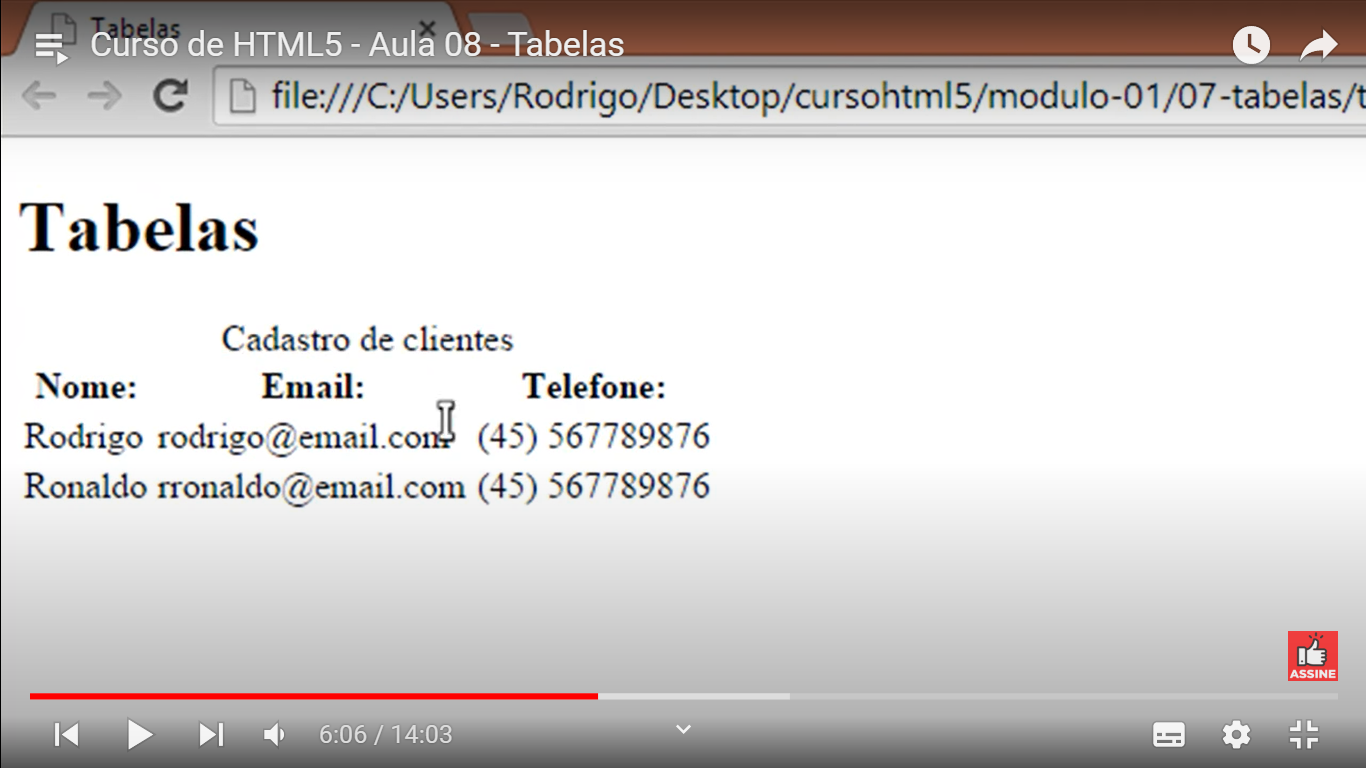 Tabelas
Curso de HTML5 - Aula 08 - Tabelas
file:///C:/Users/Rodrigo/Desktop/cursohtml5/modulo-01/07-tabelas/t
Tabelas
Cadastro de clientes
Nome: Email: Telefone:
Rodrigo rodrigo@email.com (45) 567789876
Ronaldo rronaldo@email.com (45) 567789876
ASSINE
6:06 / 14:03